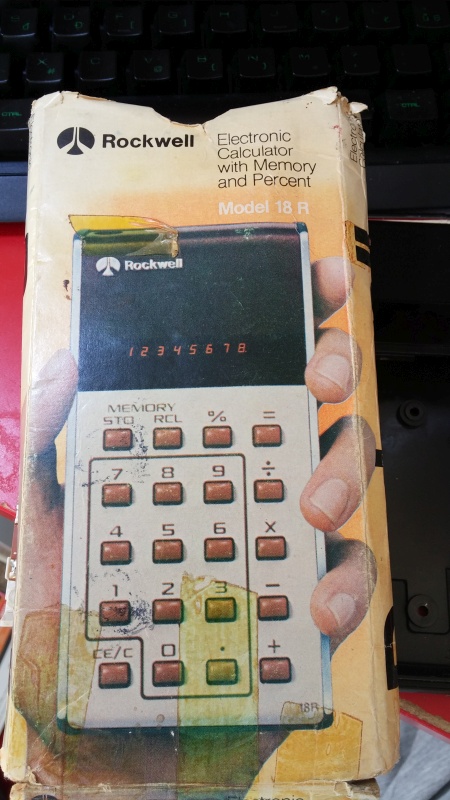 Rockwell
Electronic
Calculator
with Memory
and Percent
Model 18 R
Rockwell
12345678.
MEMORY
STO RCL % =
7 8 9 ÷
4 5 6 X
1 2 3 −
CE/C 0 . +
18R
Electronic